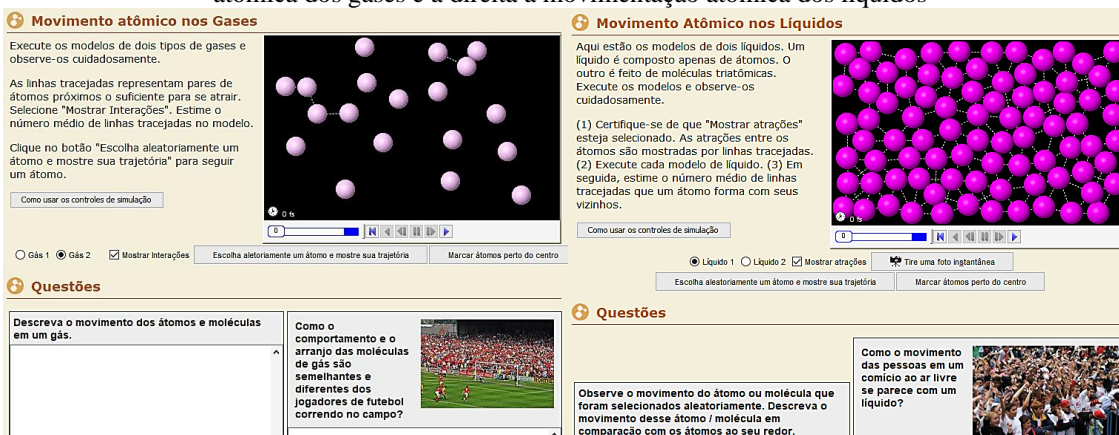 atômica dos gases e à direita a movimentação atômica dos líquidos
Movimento atômico nos Gases
Execute os modelos de dois tipos de gases e
observe-os cuidadosamente.
As linhas tracejadas representam pares de
átomos próximos o suficiente para se atrair.
Selecione "Mostrar Interações". Estime o
número médio de linhas tracejadas no modelo.
Clique no botão "Escolha aleatoriamente um
átomo e mostre sua trajetória" para seguir
um átomo.
Como usar os controles de simulação
0 fs
0
Gás 1 Gás 2 Mostrar Interações Escolha aletoriamente um átomo e mostre sua trajetória Marcar átomos perto do centro
Questões
Descreva o movimento dos átomos e moléculas
em um gás.
Como o
comportamento e o
arranjo das moléculas
de gás são
semelhantes e
diferentes dos
jogadores de futebol
correndo no campo?
Movimento Atômico nos Líquidos
Aqui estão os modelos de dois líquidos. Um
líquido é composto apenas de átomos. O
outro é feito de moléculas triatômicas.
Execute os modelos e observe-os
cuidadosamente.
(1) Certifique-se de que "Mostrar atrações"
esteja selecionado. As atrações entre os
átomos são mostradas por linhas tracejadas.
(2) Execute cada modelo de líquido. (3) Em
seguida, estime o número médio de linhas
tracejadas que um átomo forma com seus
vizinhos.
Como usar os controles de simulação
0 fs
0
Líquido 1 Líquido 2 Mostrar atrações Tire uma foto instantânea
Escolha aleatoriamente um átomo e mostre sua trajetória Marcar átomos perto do centro
Questões
Observe o movimento do átomo ou molécula que
foram selecionados aleatoriamente. Descreva o
movimento desse átomo / molécula em
comparação com os átomos ao seu redor.
Como o movimento
das pessoas em um
comício ao ar livre
se parece com um
líquido?